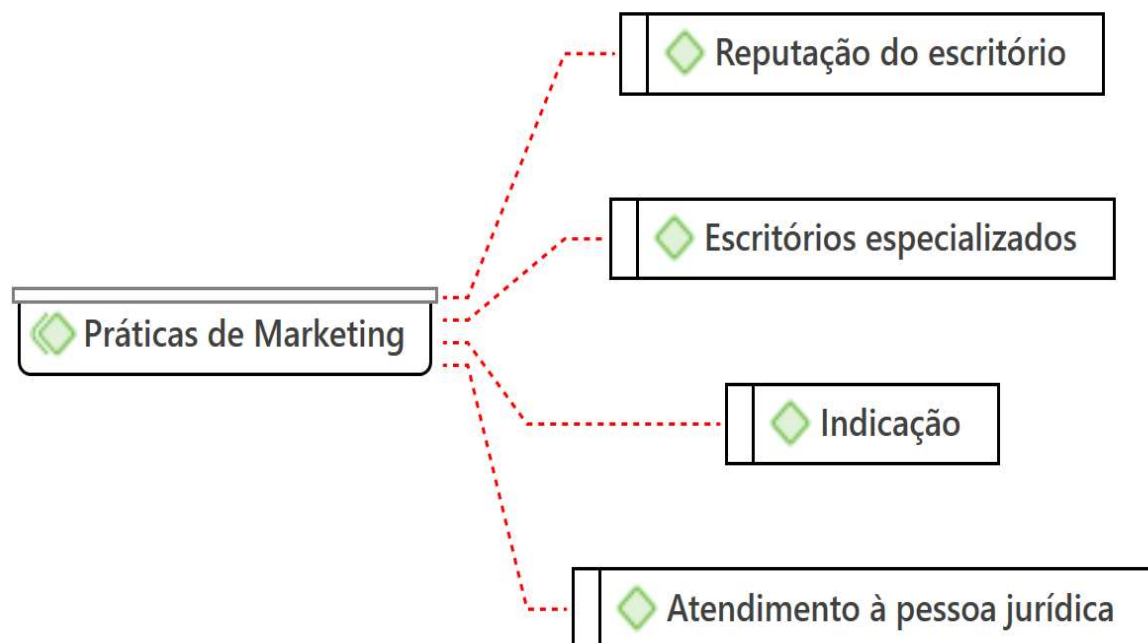 Reputação do escritório
Escritórios especializados
Práticas de Marketing
Indicação
Atendimento à pessoa jurídica